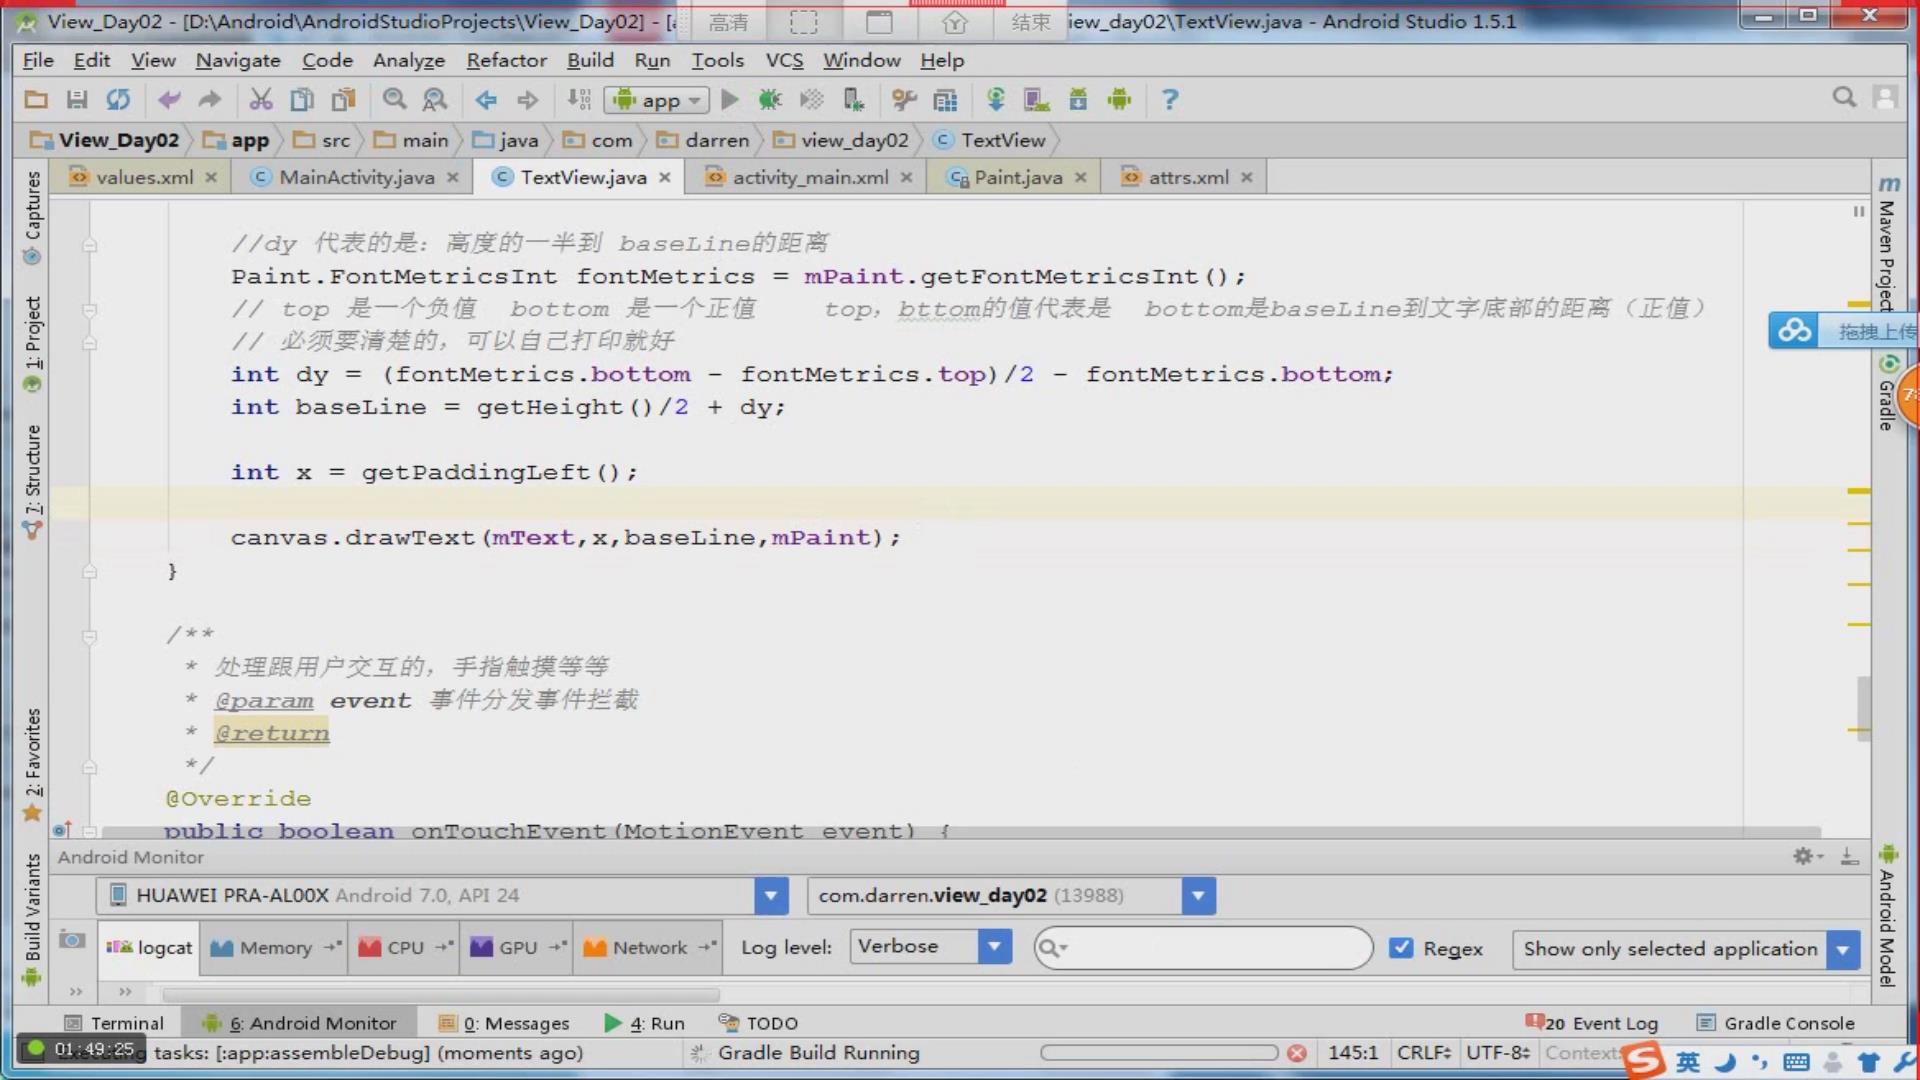 View_Day02 - [D:\Android\AndroidStudioProjects\View_Day02] - [
高清
结束
iew_day02\TextView.java - Android Studio 1.5.1
File Edit View Navigate Code Analyze Refactor Build Run Tools VCS Window Help
app
View_Day02 app src main java com darren view_day02 TextView
values.xml MainActivity.java TextView.java activity_main.xml Paint.java attrs.xml
Captures
1: Project
7: Structure
2: Favorites
Build Variants
//dy 代表的是：高度的一半到 baseLine的距离
Paint.FontMetricsInt fontMetrics = mPaint.getFontMetricsInt();
// top 是一个负值 bottom 是一个正值 top，bttom的值代表是 bottom是baseLine到文字底部的距离（正值）
// 必须要清楚的，可以自己打印就好
int dy = (fontMetrics.bottom - fontMetrics.top)/2 - fontMetrics.bottom;
int baseLine = getHeight()/2 + dy;
int x = getPaddingLeft();
canvas.drawText(mText,x,baseLine,mPaint);
}
/**
* 处理跟用户交互的，手指触摸等等
* @param event 事件分发事件拦截
* @return
*/
@Override
public boolean onTouchEvent(MotionEvent event) {
Maven Project
拖拽上传
Gradle
Android Model
Android Monitor
HUAWEI PRA-AL00X Android 7.0, API 24
com.darren.view_day02 (13988)
logcat Memory CPU GPU Network Log level: Verbose Regex Show only selected application
Terminal 6: Android Monitor 0: Messages 4: Run TODO 20 Event Log Gradle Console
01:49:25
tasks: [:app:assembleDebug] (moments ago)
Gradle Build Running
145:1 CRLF UTF-8 Context
英